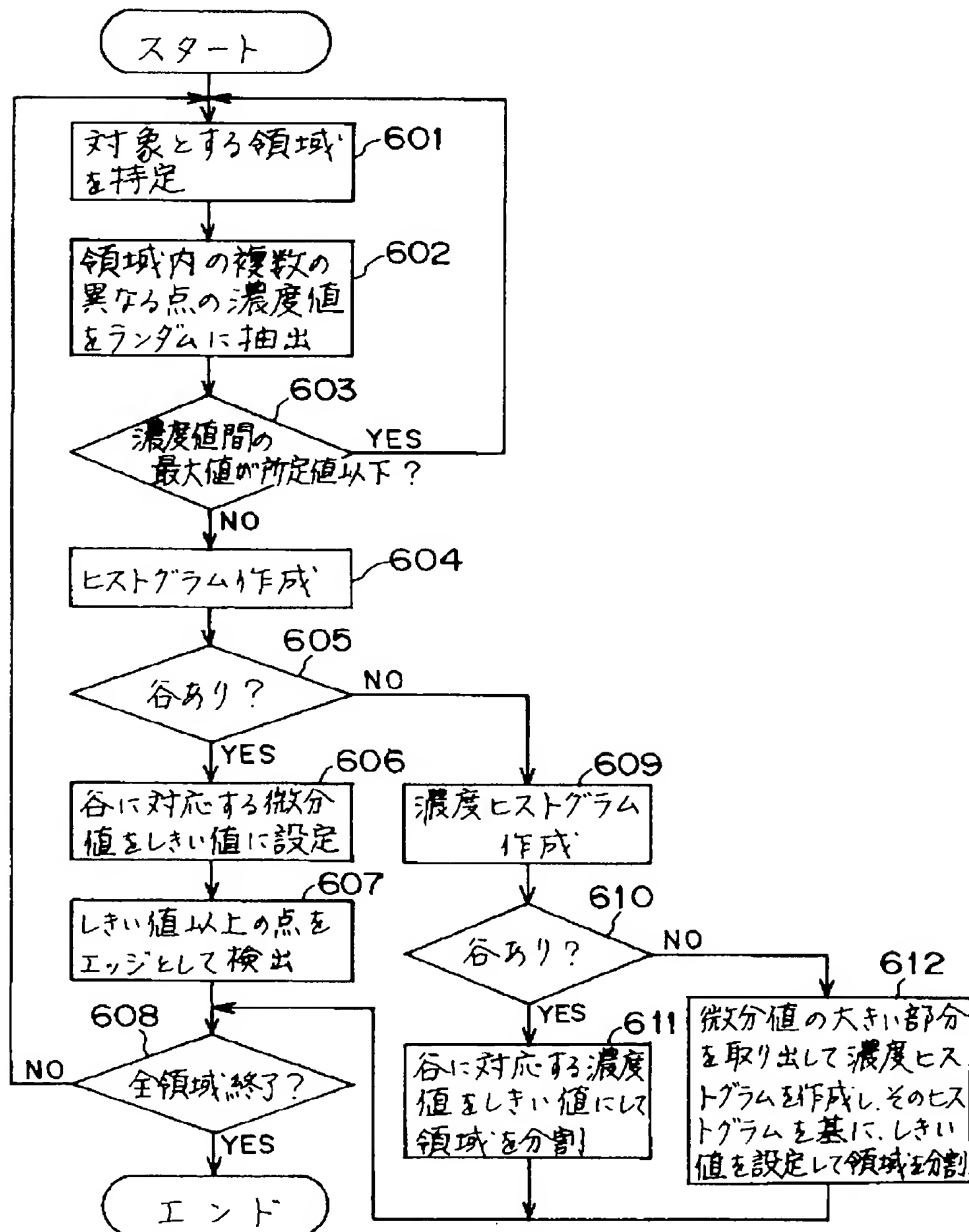 スタート
対象とする領域
を特定
601
領域内の複数の
異なる点の濃度値
をランダムに抽出
602
濃度値間の
最大値が所定値以下?
603
YES
NO
ヒストグラム作成
604
谷あり?
605
NO
YES
谷に対応する微分
値をしきい値に設定
606
しきい値以上の点を
エッジとして検出
607
全領域終了?
608
NO
YES
エンド
濃度ヒストグラム
作成
609
谷あり?
610
NO
YES
谷に対応する濃度
値をしきい値にして
領域を分割
611
微分値の大きい部分
を取り出して濃度ヒス
トグラムを作成し、そのヒス
トグラムを基に、しきい
値を設定して領域を分割
612